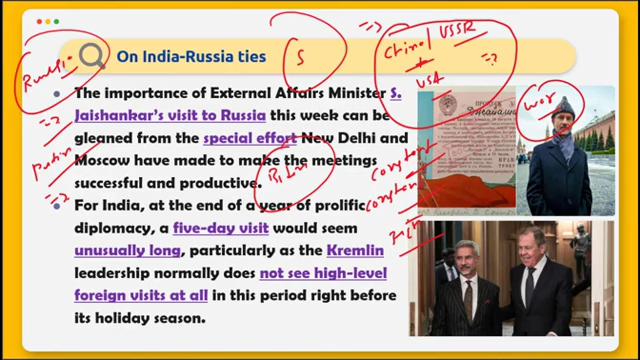 On India-Russia ties
• The importance of External Affairs Minister S.
Jaishankar's visit to Russia this week can be
gleaned from the special effort New Delhi and
Moscow have made to make the meetings
successful and productive.
• For India, at the end of a year of prolific
diplomacy, a five-day visit would seem
unusually long, particularly as the Kremlin
leadership normally does not see high-level
foreign visits at all in this period right before
its holiday season.
Russia
Putin
S
China/USSR
+
USA
war
constant
constant